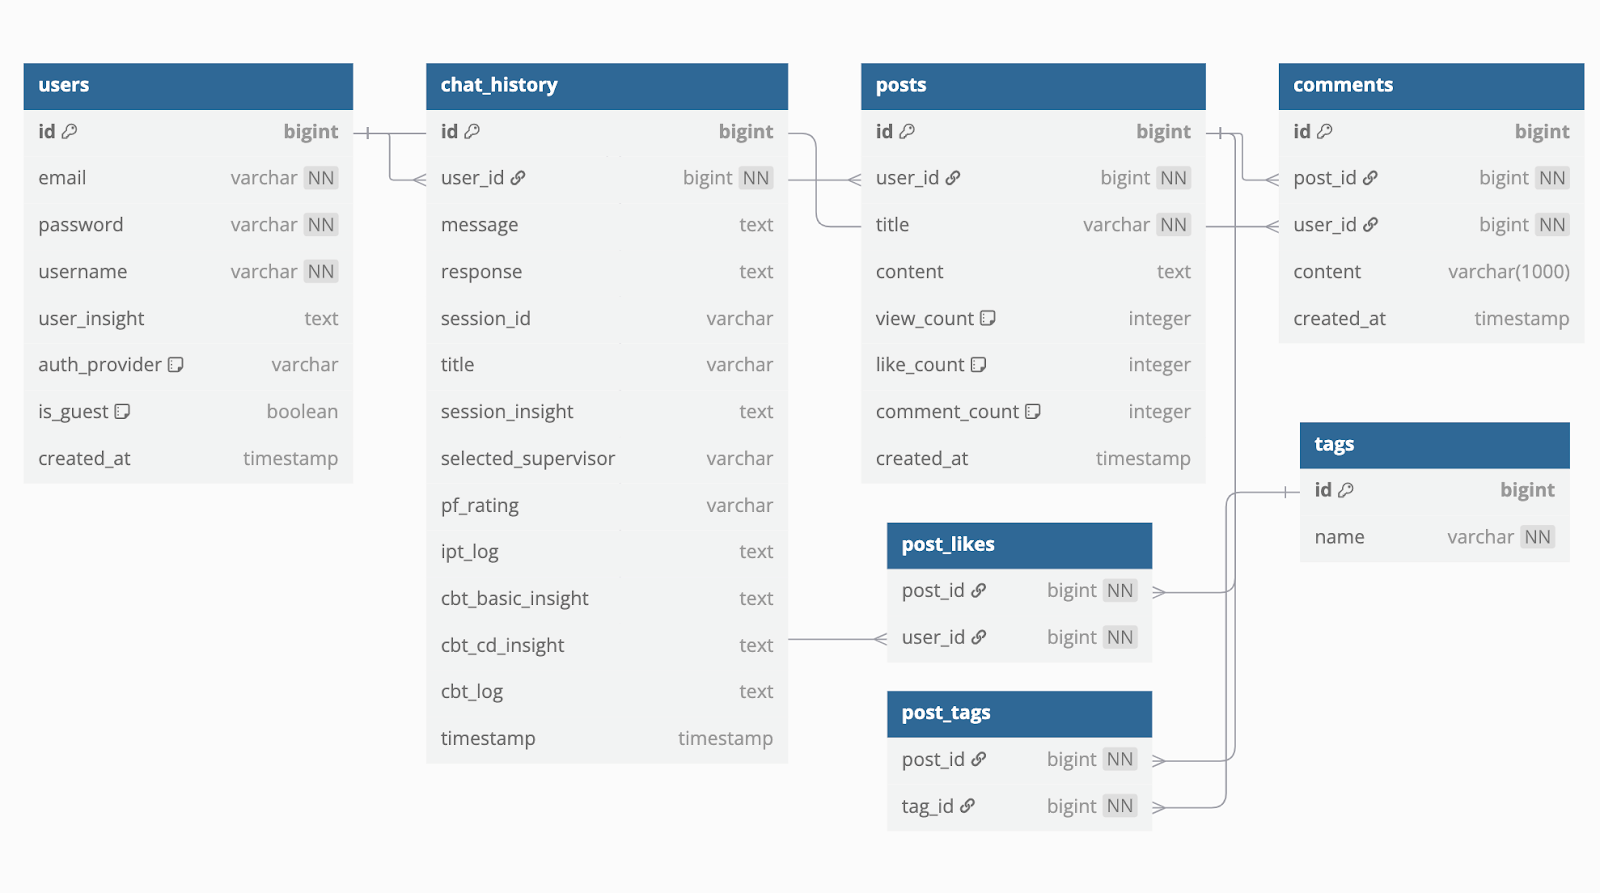 users
id bigint
email varchar NN
password varchar NN
username varchar NN
user_insight text
auth_provider varchar
is_guest boolean
created_at timestamp
chat_history
id bigint
user_id bigint NN
message text
response text
session_id varchar
title varchar
session_insight text
selected_supervisor varchar
pf_rating varchar
ipt_log text
cbt_basic_insight text
cbt_cd_insight text
cbt_log text
timestamp timestamp
posts
id bigint
user_id bigint NN
title varchar NN
content text
view_count integer
like_count integer
comment_count integer
created_at timestamp
post_likes
post_id bigint NN
user_id bigint NN
post_tags
post_id bigint NN
tag_id bigint NN
comments
id bigint
post_id bigint NN
user_id bigint NN
content varchar(1000)
created_at timestamp
tags
id bigint
name varchar NN